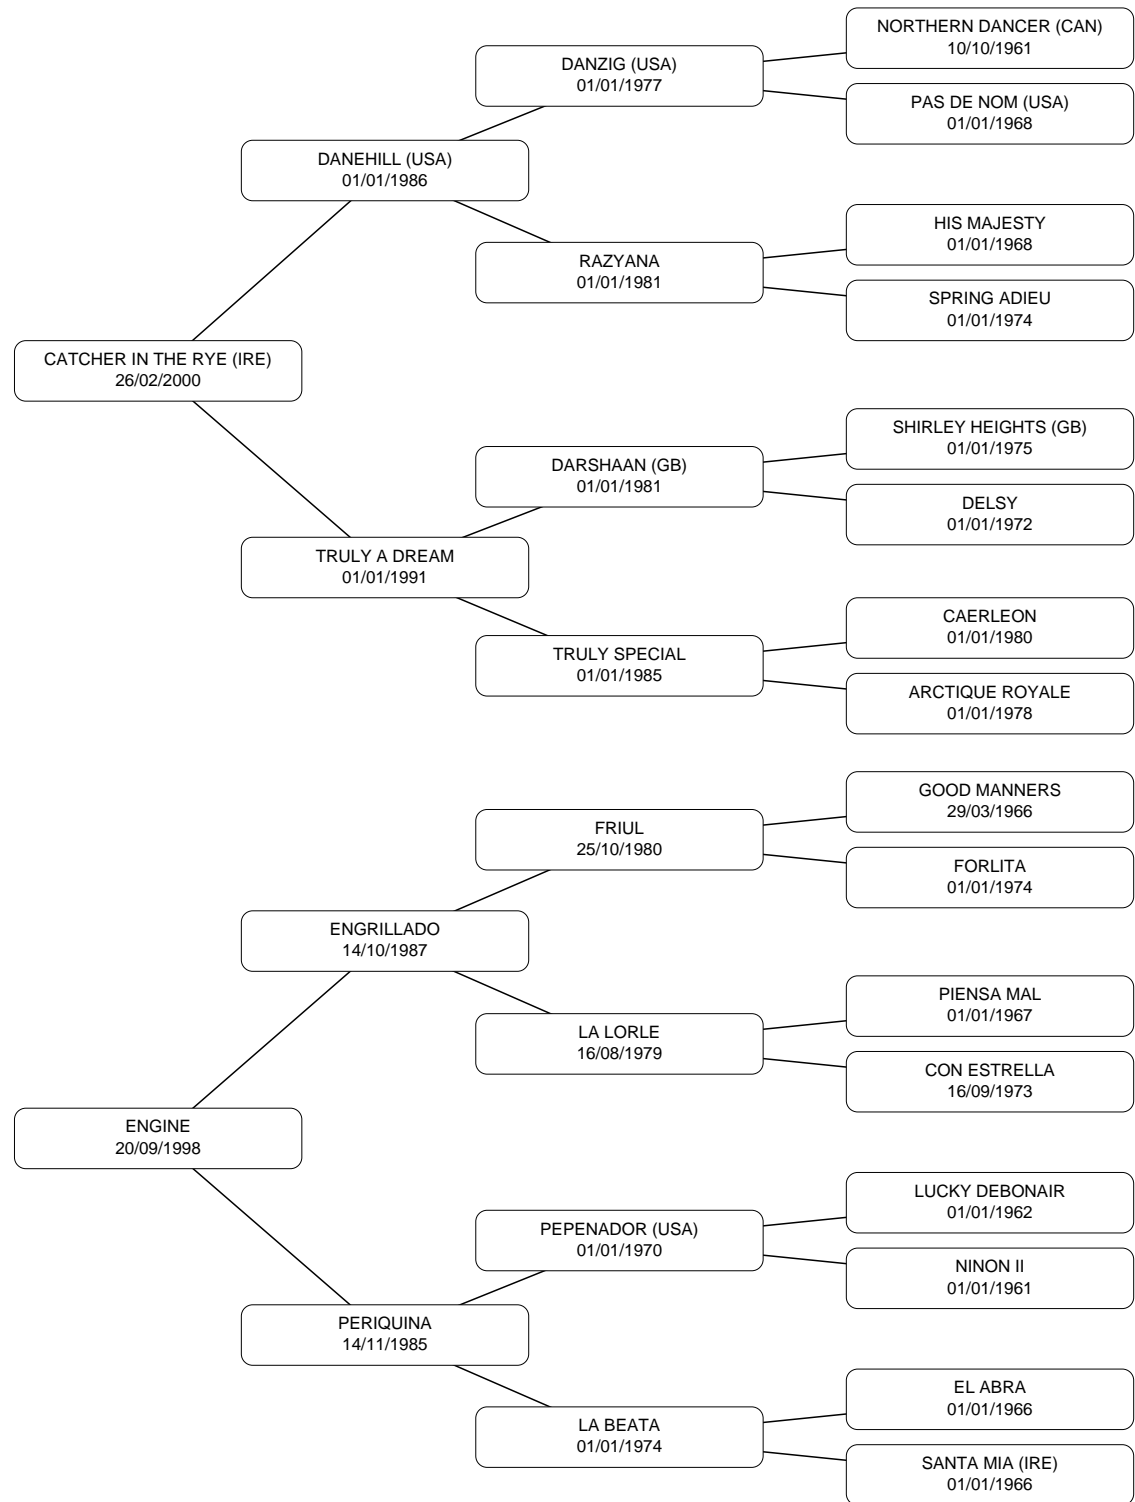 NORTHERN DANCER (CAN)
10/10/1961
DANZIG (USA)
01/01/1977
PAS DE NOM (USA)
01/01/1968
DANEHILL (USA)
01/01/1986
HIS MAJESTY
01/01/1968
RAZYANA
01/01/1981
SPRING ADIEU
01/01/1974
CATCHER IN THE RYE (IRE)
26/02/2000
SHIRLEY HEIGHTS (GB)
01/01/1975
DARSHAAN (GB)
01/01/1981
DELSY
01/01/1972
TRULY A DREAM
01/01/1991
CAERLEON
01/01/1980
TRULY SPECIAL
01/01/1985
ARCTIQUE ROYALE
01/01/1978
GOOD MANNERS
29/03/1966
FRIUL
25/10/1980
FORLITA
01/01/1974
ENGRILLADO
14/10/1987
PIENSA MAL
01/01/1967
LA LORLE
16/08/1979
CON ESTRELLA
16/09/1973
ENGINE
20/09/1998
LUCKY DEBONAIR
01/01/1962
PEPENADOR (USA)
01/01/1970
NINON II
01/01/1961
PERIQUINA
14/11/1985
EL ABRA
01/01/1966
LA BEATA
01/01/1974
SANTA MIA (IRE)
01/01/1966